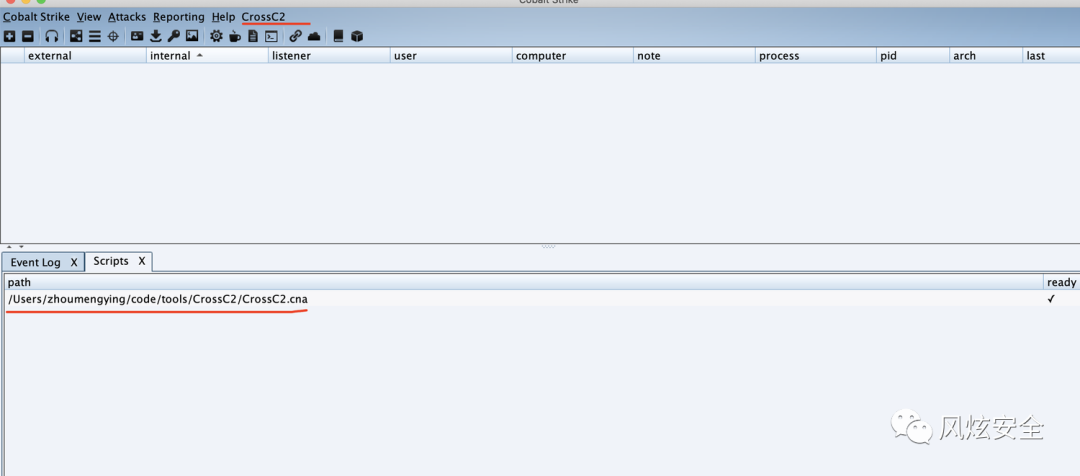 Cobalt Strike
Cobalt Strike View Attacks Reporting Help CrossC2
external internal listener user computer note process pid arch last
Event Log X Scripts X
path ready
/Users/zhoumengying/code/tools/CrossC2/CrossC2.cna ✓
风炫安全